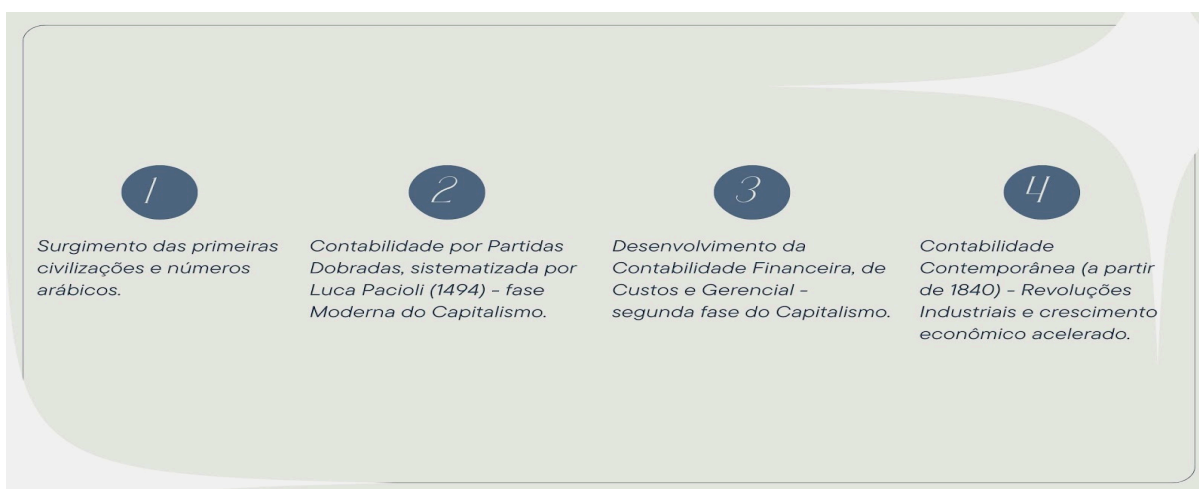 1
Surgimento das primeiras
civilizações e números
arábicos.
2
Contabilidade por Partidas
Dobradas, sistematizada por
Luca Pacioli (1494) - fase
Moderna do Capitalismo.
3
Desenvolvimento da
Contabilidade Financeira, de
Custos e Gerencial -
segunda fase do Capitalismo.
4
Contabilidade
Contemporânea (a partir
de 1840) - Revoluções
Industriais e crescimento
econômico acelerado.